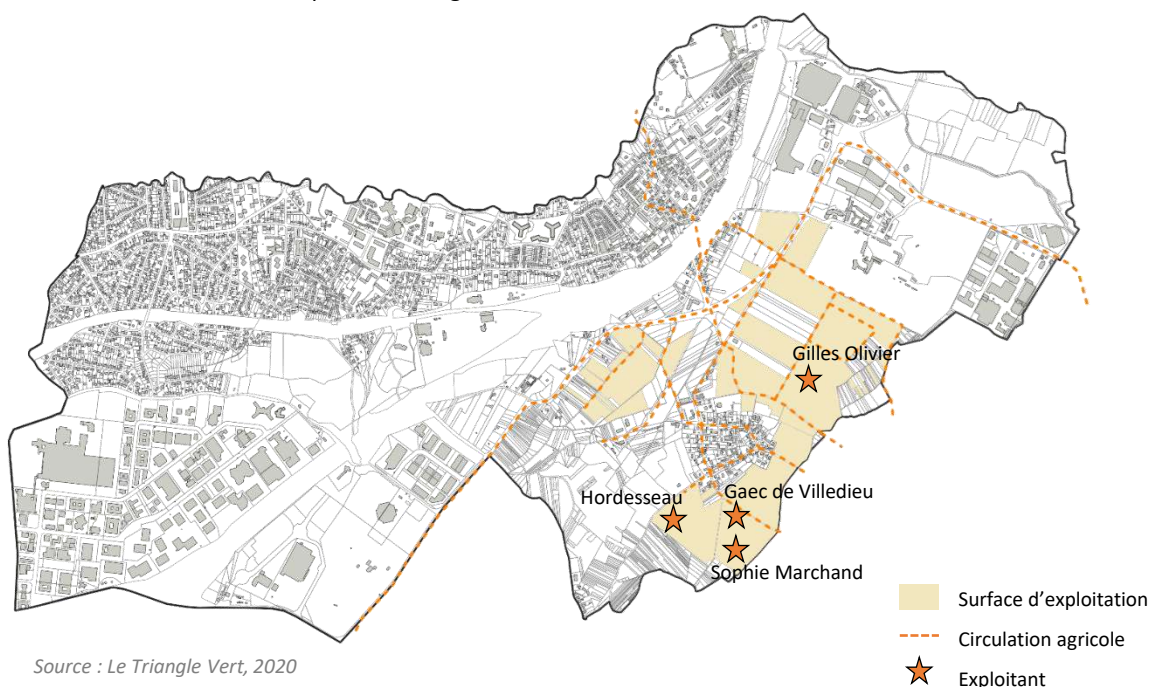 Gilles Olivier
Hordesseau
Gaec de Villedieu
Sophie Marchand
Surface d'exploitation
Circulation agricole
Exploitant
Source : Le Triangle Vert, 2020